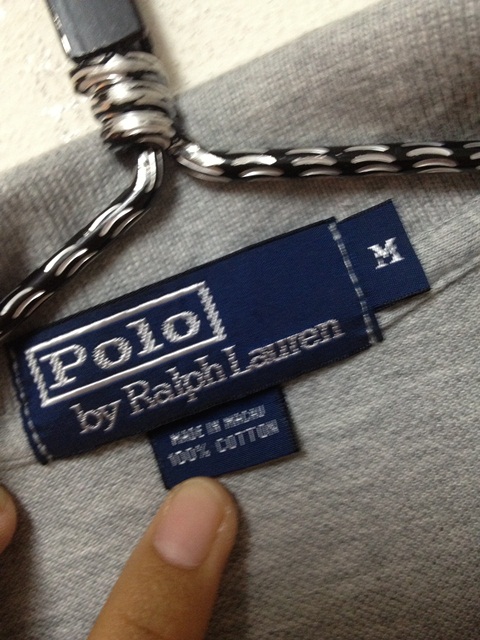 Polo
by Ralph Lauren
M
MADE IN MACAU
100% COTTON